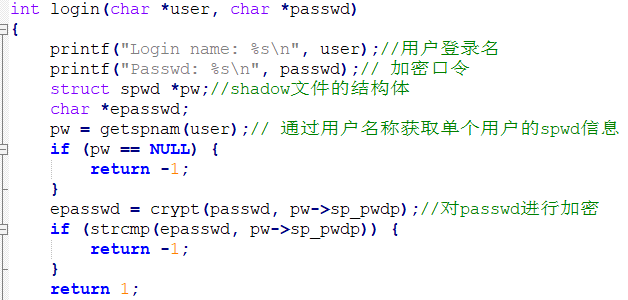 int login(char *user, char *passwd)
{
    printf("Login name: %s\n", user);//用户登录名
    printf("Passwd: %s\n", passwd);// 加密口令
    struct spwd *pw;//shadow文件的结构体
    char *epasswd;
    pw = getspnam(user);// 通过用户名称获取单个用户的spwd信息
    if (pw == NULL) {
        return -1;
    }
    epasswd = crypt(passwd, pw->sp_pwdp);//对passwd进行加密
    if (strcmp(epasswd, pw->sp_pwdp)) {
        return -1;
    }
    return 1;